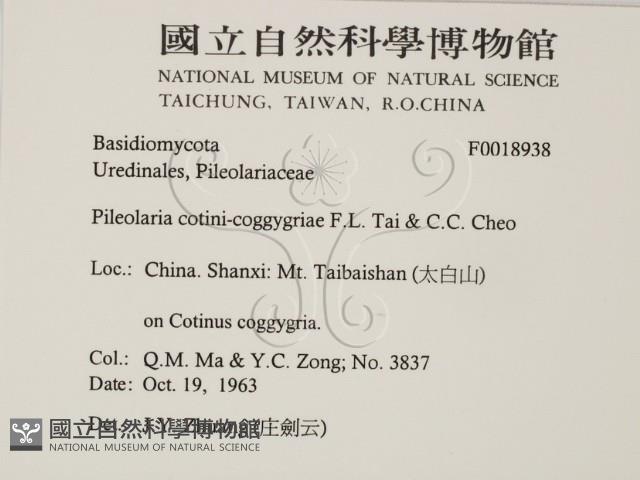 國立自然科學博物館
NATIONAL MUSEUM OF NATURAL SCIENCE
TAICHUNG, TAIWAN, R.O.CHINA
Basidiomycota F0018938
Uredinales, Pileolariaceae
Pileolaria cotini-coggygriae F.L. Tai & C.C. Cheo
Loc.: China. Shanxi: Mt. Taibaishan (太白山)
on Cotinus coggygria.
Col.: Q.M. Ma & Y.C. Zong; No. 3837
Date: Oct. 19, 1963
Det.: J.Y. Zhuang (庄劍云)
國立自然科學博物館
NATIONAL MUSEUM OF NATURAL SCIENCE